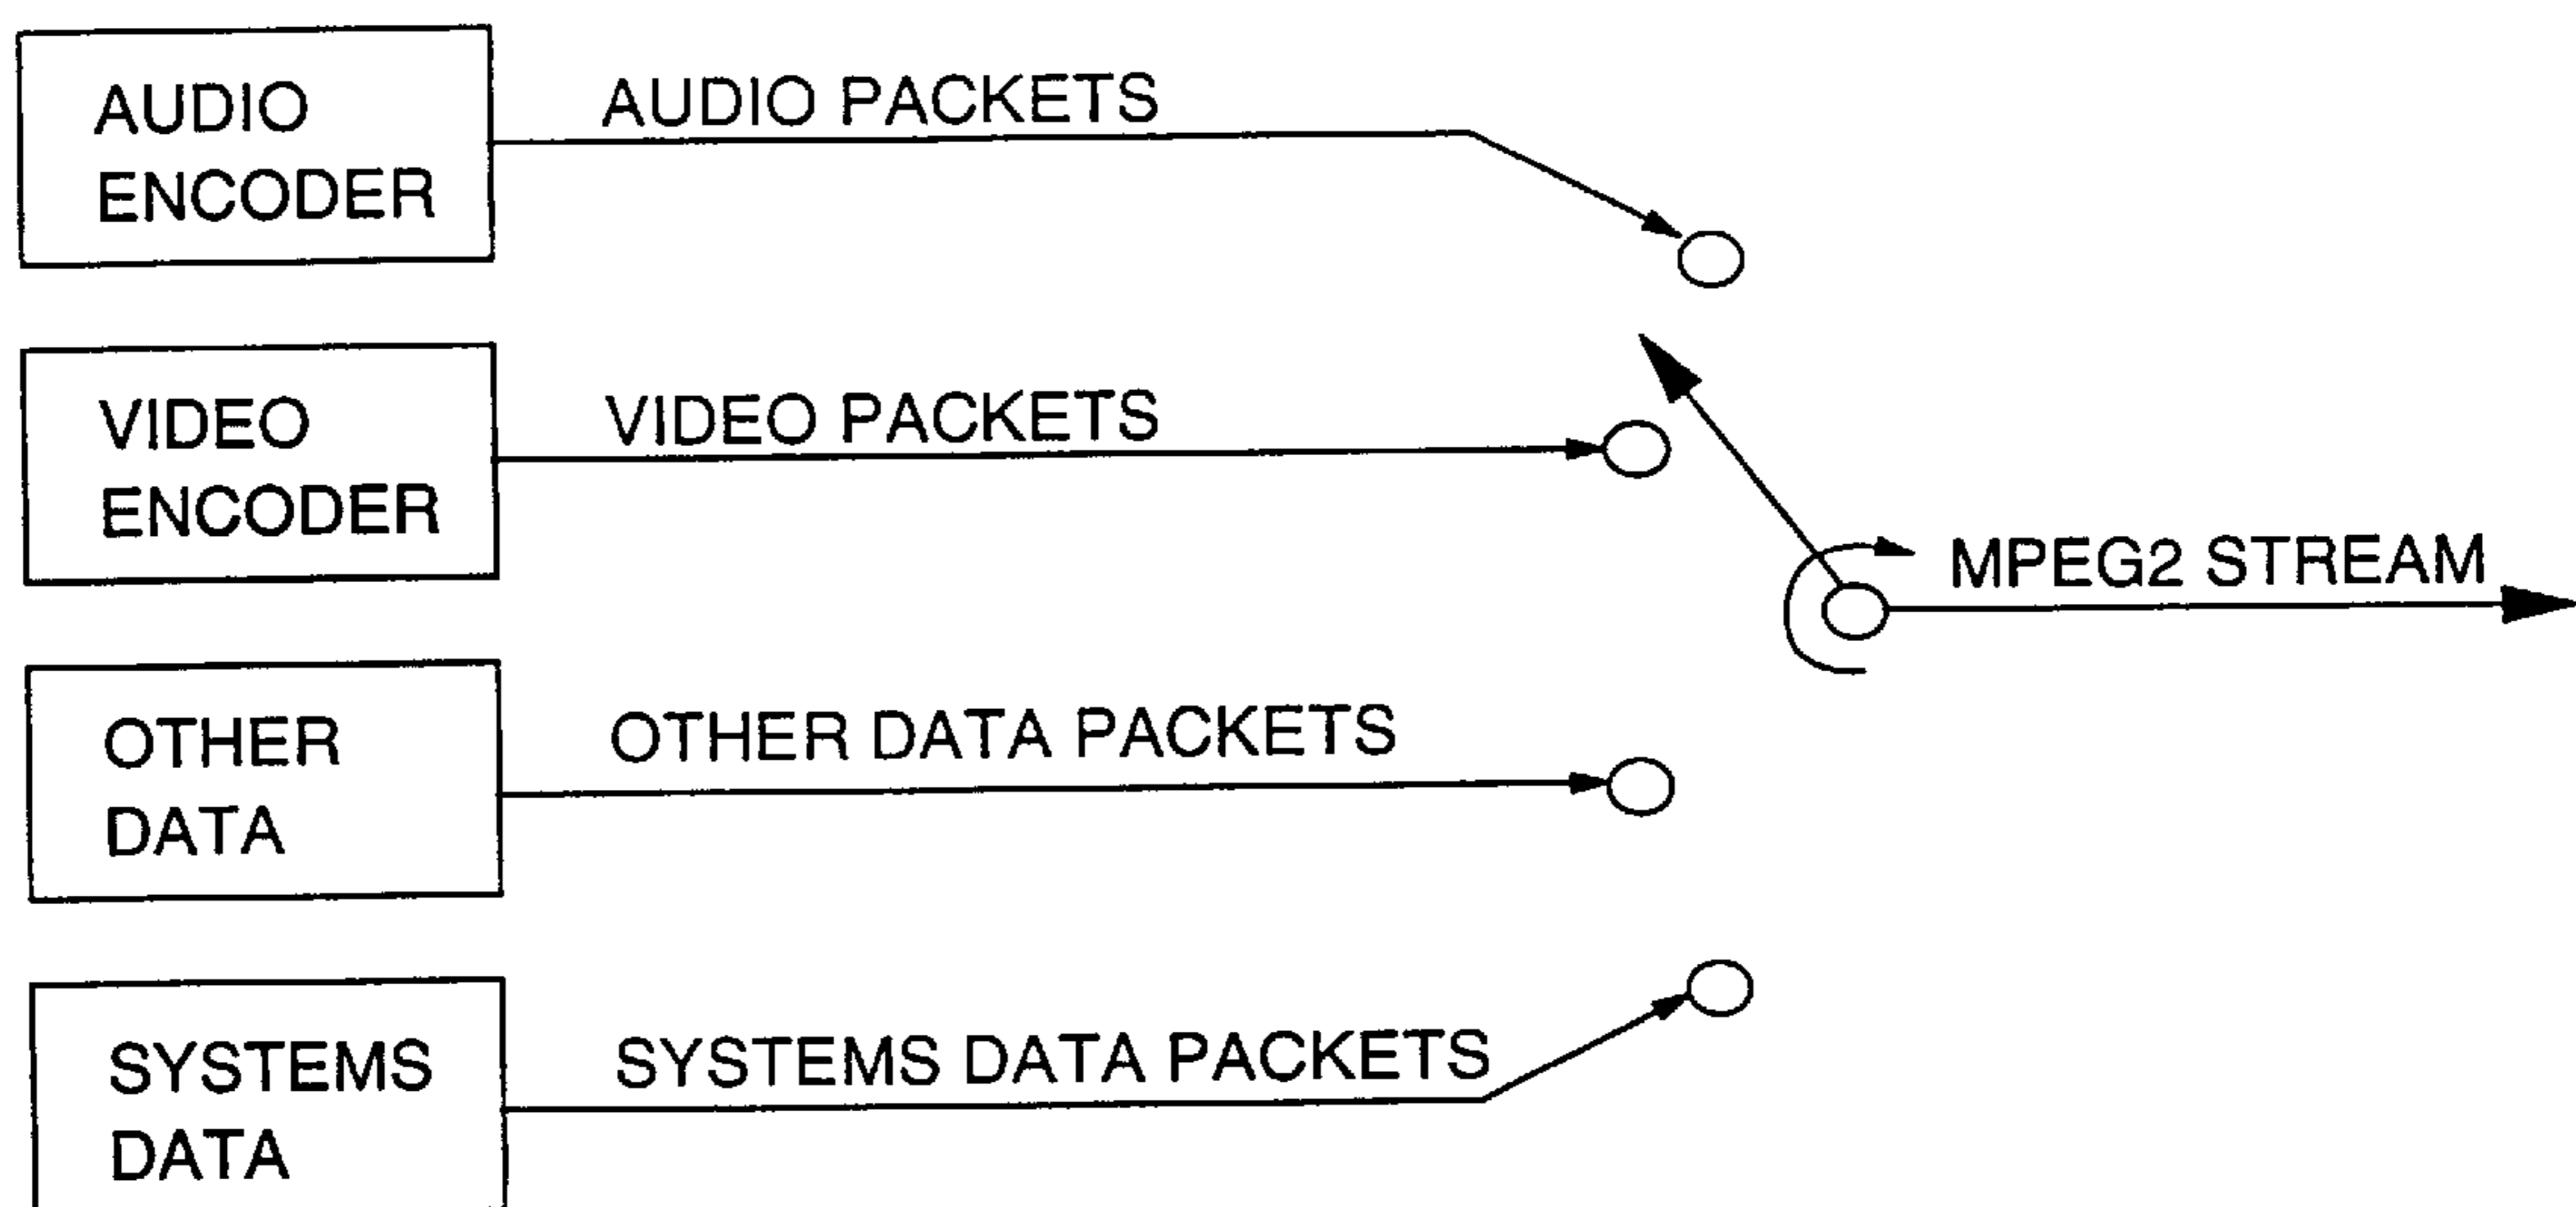 AUDIO
ENCODER
AUDIO PACKETS
VIDEO
ENCODER
VIDEO PACKETS
MPEG2 STREAM
OTHER
DATA
OTHER DATA PACKETS
SYSTEMS
DATA
SYSTEMS DATA PACKETS